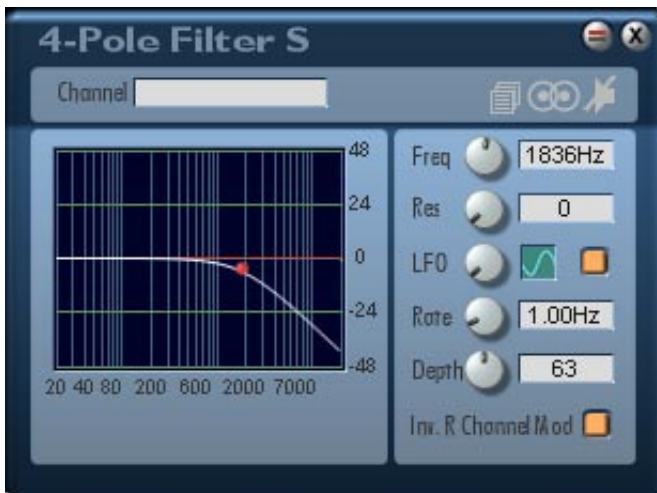 4-Pole Filter S
Channel
48
24
0
-24
-48
20 40 80 200 600 2000 7000
Freq 1836Hz
Res 0
LFO
Rate 1.00Hz
Depth 63
Inv. R Channel Mod